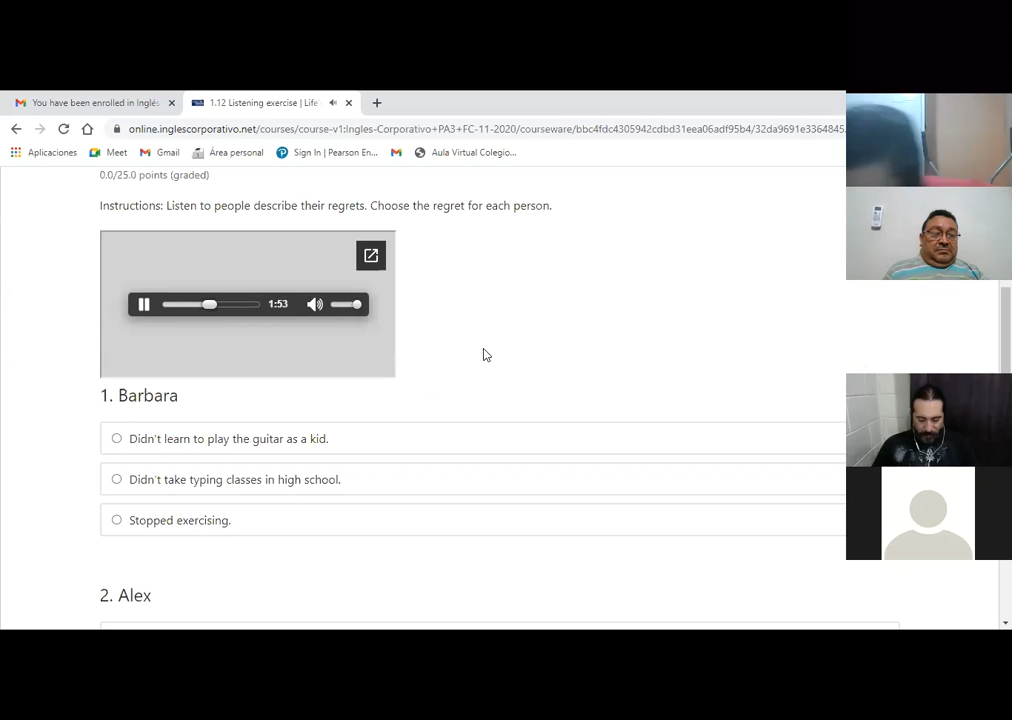 You have been enrolled in Inglés
1.12 Listening exercise | Life
online.inglescorporativo.net/courses/course-v1:Ingles-Corporativo+PA3+FC-11-2020/courseware/bbc4fdc4305942cdbd31eea06adf95b4/32da9691e3364845.
Aplicaciones Meet Gmail Área personal Sign In | Pearson En... Aula Virtual Colegio...
0.0/25.0 points (graded)
Instructions: Listen to people describe their regrets. Choose the regret for each person.
1:53
1. Barbara
Didn't learn to play the guitar as a kid.
Didn't take typing classes in high school.
Stopped exercising.
2. Alex